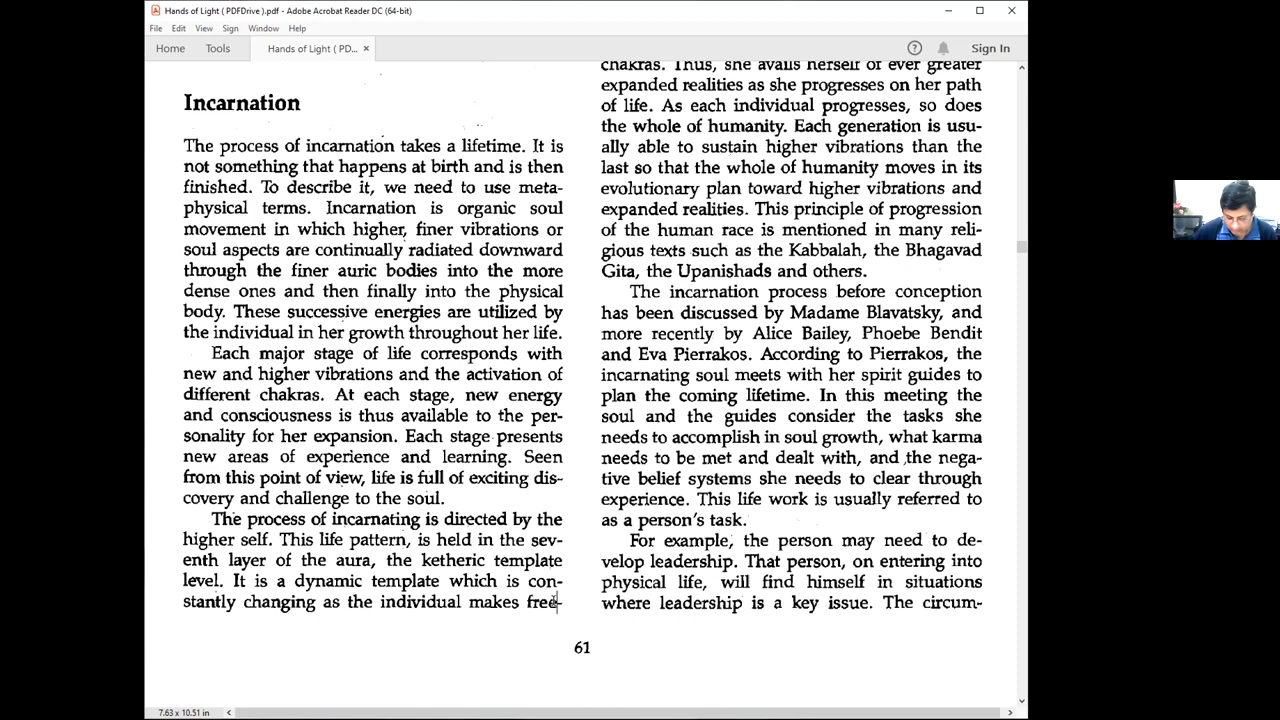 Hands of Light ( PDFDrive ).pdf - Adobe Acrobat Reader DC (64-bit)
File Edit View Sign Window Help
Home Tools Hands of Light ( PD... × Sign In
Incarnation
The process of incarnation takes a lifetime. It is
not something that happens at birth and is then
finished. To describe it, we need to use meta-
physical terms. Incarnation is organic soul
movement in which higher, finer vibrations or
soul aspects are continually radiated downward
through the finer auric bodies into the more
dense ones and then finally into the physical
body. These successive energies are utilized by
the individual in her growth throughout her life.
Each major stage of life corresponds with
new and higher vibrations and the activation of
different chakras. At each stage, new energy
and consciousness is thus available to the per-
sonality for her expansion. Each stage presents
new areas of experience and learning. Seen
from this point of view, life is full of exciting dis-
covery and challenge to the soul.
The process of incarnating is directed by the
higher self. This life pattern, is held in the sev-
enth layer of the aura, the ketheric template
level. It is a dynamic template which is con-
stantly changing as the individual makes free-
chakras. Thus, she avails herself of ever greater
expanded realities as she progresses on her path
of life. As each individual progresses, so does
the whole of humanity. Each generation is usu-
ally able to sustain higher vibrations than the
last so that the whole of humanity moves in its
evolutionary plan toward higher vibrations and
expanded realities. This principle of progression
of the human race is mentioned in many reli-
gious texts such as the Kabbalah, the Bhagavad
Gita, the Upanishads and others.
The incarnation process before conception
has been discussed by Madame Blavatsky, and
more recently by Alice Bailey, Phoebe Bendit
and Eva Pierrakos. According to Pierrakos, the
incarnating soul meets with her spirit guides to
plan the coming lifetime. In this meeting the
soul and the guides consider the tasks she
needs to accomplish in soul growth, what karma
needs to be met and dealt with, and the nega-
tive belief systems she needs to clear through
experience. This life work is usually referred to
as a person's task.
For example, the person may need to de-
velop leadership. That person, on entering into
physical life, will find himself in situations
where leadership is a key issue. The circum-
61
7.63 x 10.51 in